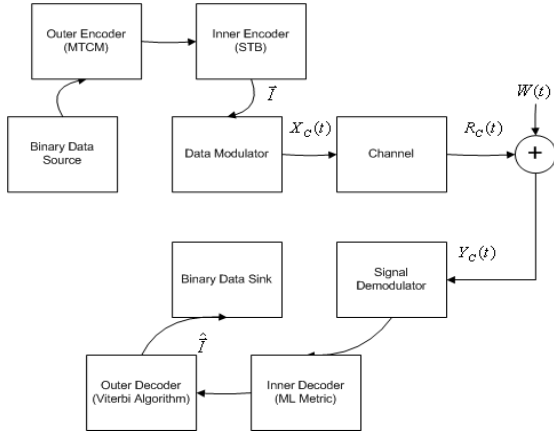 Outer Encoder
(MTCM)
Inner Encoder
(STB)
Binary Data
Source
I⃗
Data Modulator
X_C(t)
Channel
R_C(t)
W(t)
+
Y_C(t)
Signal
Demodulator
Binary Data Sink
Î⃗
Outer Decoder
(Viterbi Algorithm)
Inner Decoder
(ML Metric)